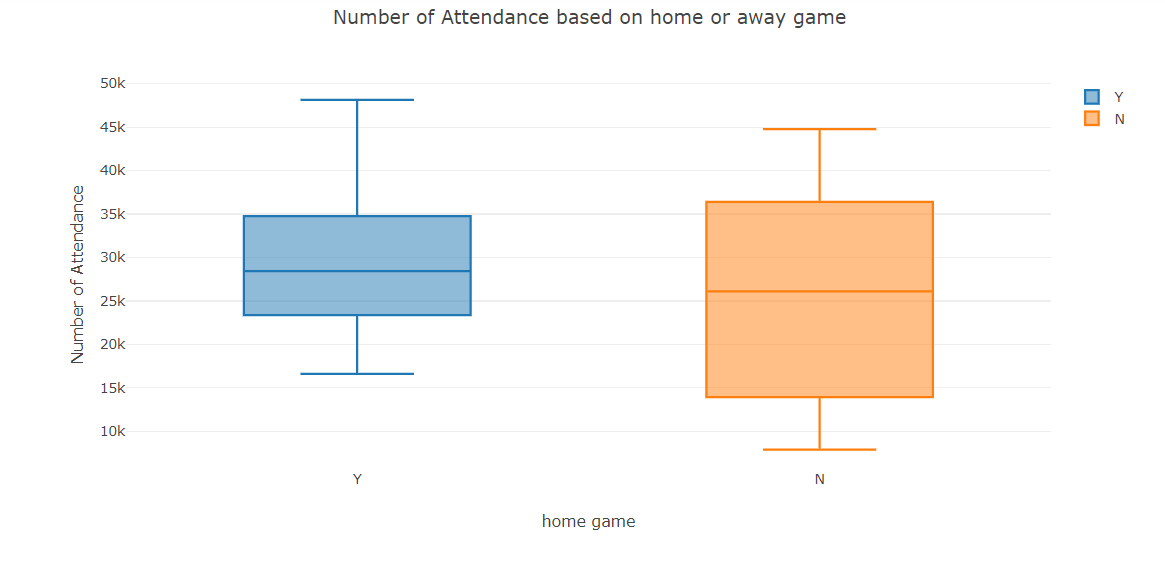 Number of Attendance based on home or away game
50k
45k
40k
35k
30k
25k
20k
15k
10k
Number of Attendance
Y
N
home game
Y
N